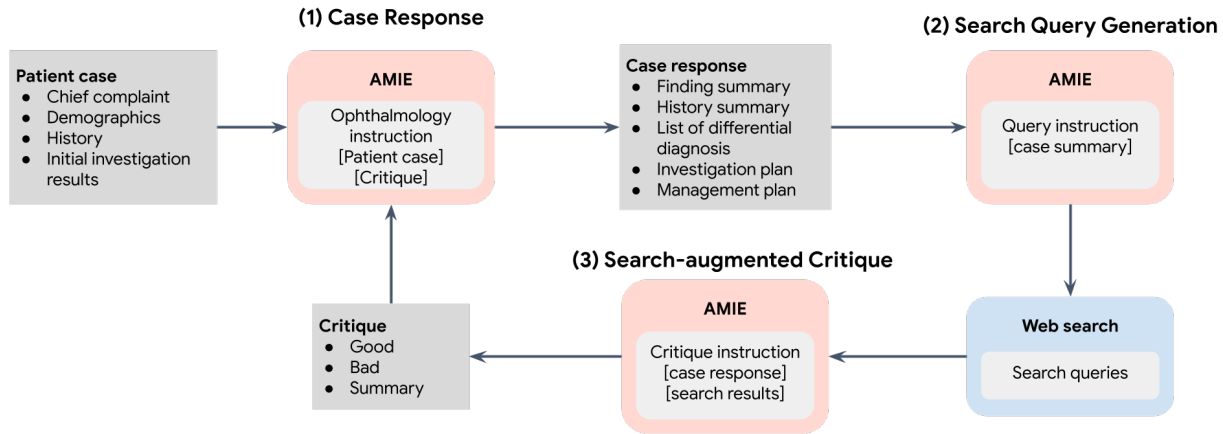 (1) Case Response
(2) Search Query Generation
Patient case
● Chief complaint
● Demographics
● History
● Initial investigation
results
AMIE
Ophthalmology
instruction
[Patient case]
[Critique]
Case response
● Finding summary
● History summary
● List of differential
diagnosis
● Investigation plan
● Management plan
AMIE
Query instruction
[case summary]
(3) Search-augmented Critique
Critique
● Good
● Bad
● Summary
AMIE
Critique instruction
[case response]
[search results]
Web search
Search queries